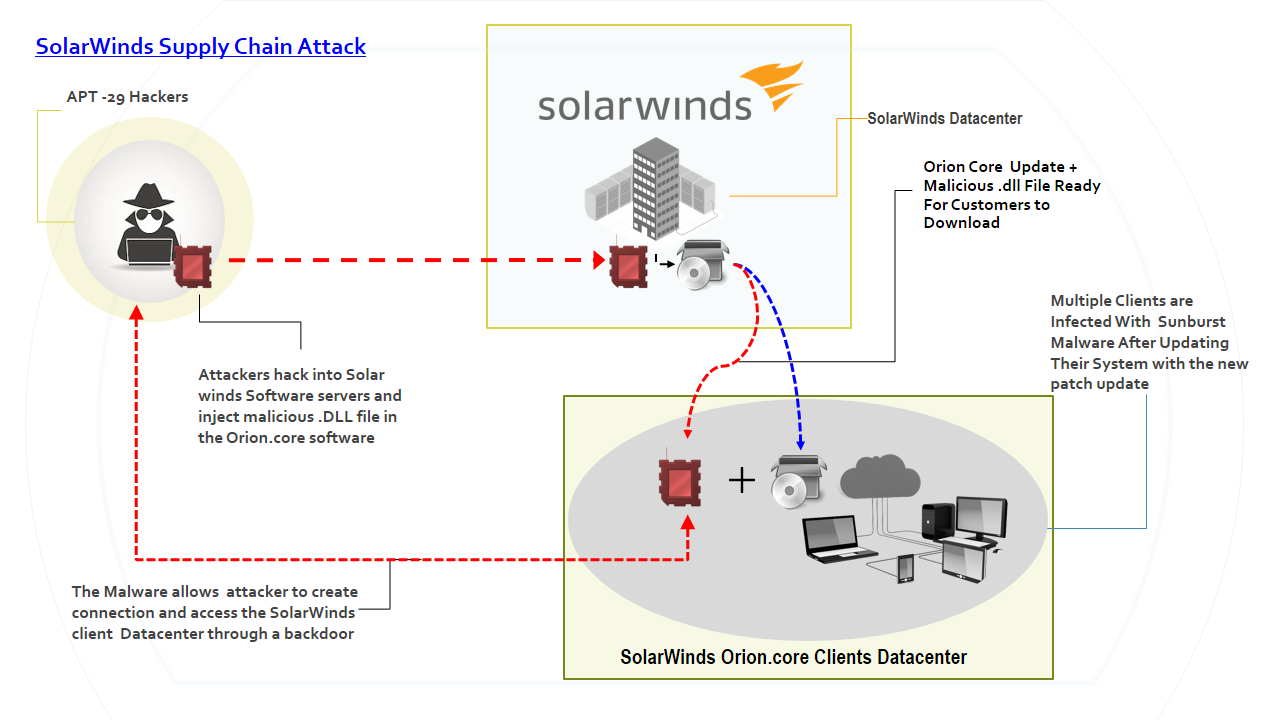 SolarWinds Supply Chain Attack
APT -29 Hackers
solarwinds
SolarWinds Datacenter
Orion Core Update +
Malicious .dll File Ready
For Customers to
Download
Multiple Clients are
Infected With Sunburst
Malware After Updating
Their System with the new
patch update
Attackers hack into Solar
winds Software servers and
inject malicious .DLL file in
the Orion.core software
+
The Malware allows attacker to create
connection and access the SolarWinds
client Datacenter through a backdoor
SolarWinds Orion.core Clients Datacenter